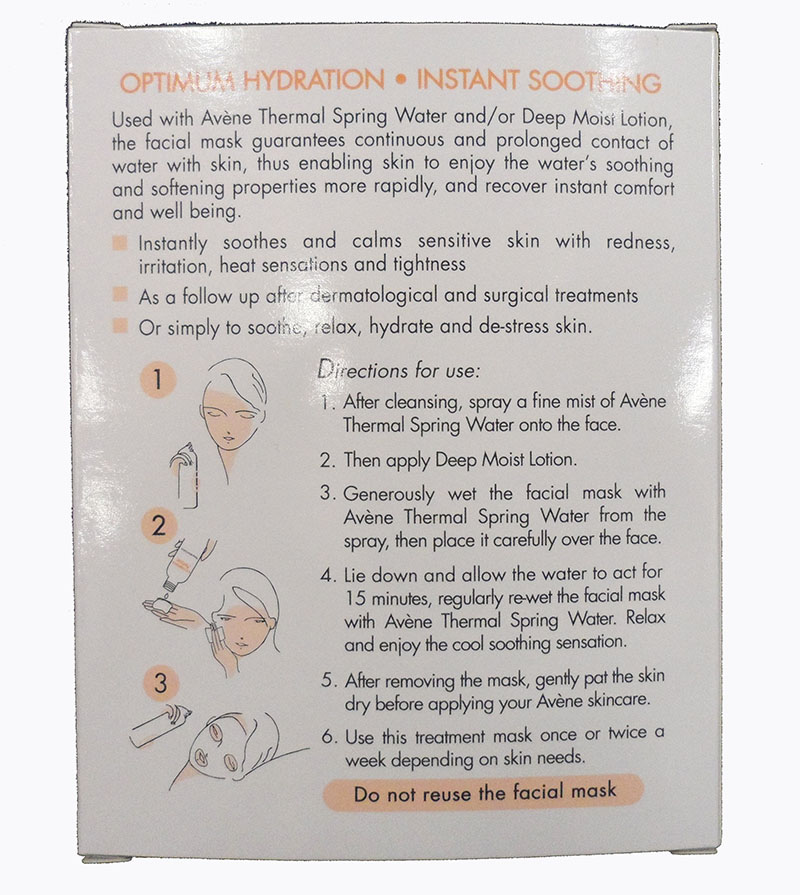 OPTIMUM HYDRATION • INSTANT SOOTHING
Used with Avène Thermal Spring Water and/or Deep Moist Lotion,
the facial mask guarantees continuous and prolonged contact of
water with skin, thus enabling skin to enjoy the water's soothing
and softening properties more rapidly, and recover instant comfort
and well being.
Instantly soothes and calms sensitive skin with redness,
irritation, heat sensations and tightness
As a follow up after dermatological and surgical treatments
Or simply to soothe, relax, hydrate and de-stress skin.
1
2
3
Directions for use:
1. After cleansing, spray a fine mist of Avène
Thermal Spring Water onto the face.
2. Then apply Deep Moist Lotion.
3. Generously wet the facial mask with
Avène Thermal Spring Water from the
spray, then place it carefully over the face.
4. Lie down and allow the water to act for
15 minutes, regularly re-wet the facial mask
with Avène Thermal Spring Water. Relax
and enjoy the cool soothing sensation.
5. After removing the mask, gently pat the skin
dry before applying your Avène skincare.
6. Use this treatment mask once or twice a
week depending on skin needs.
Do not reuse the facial mask